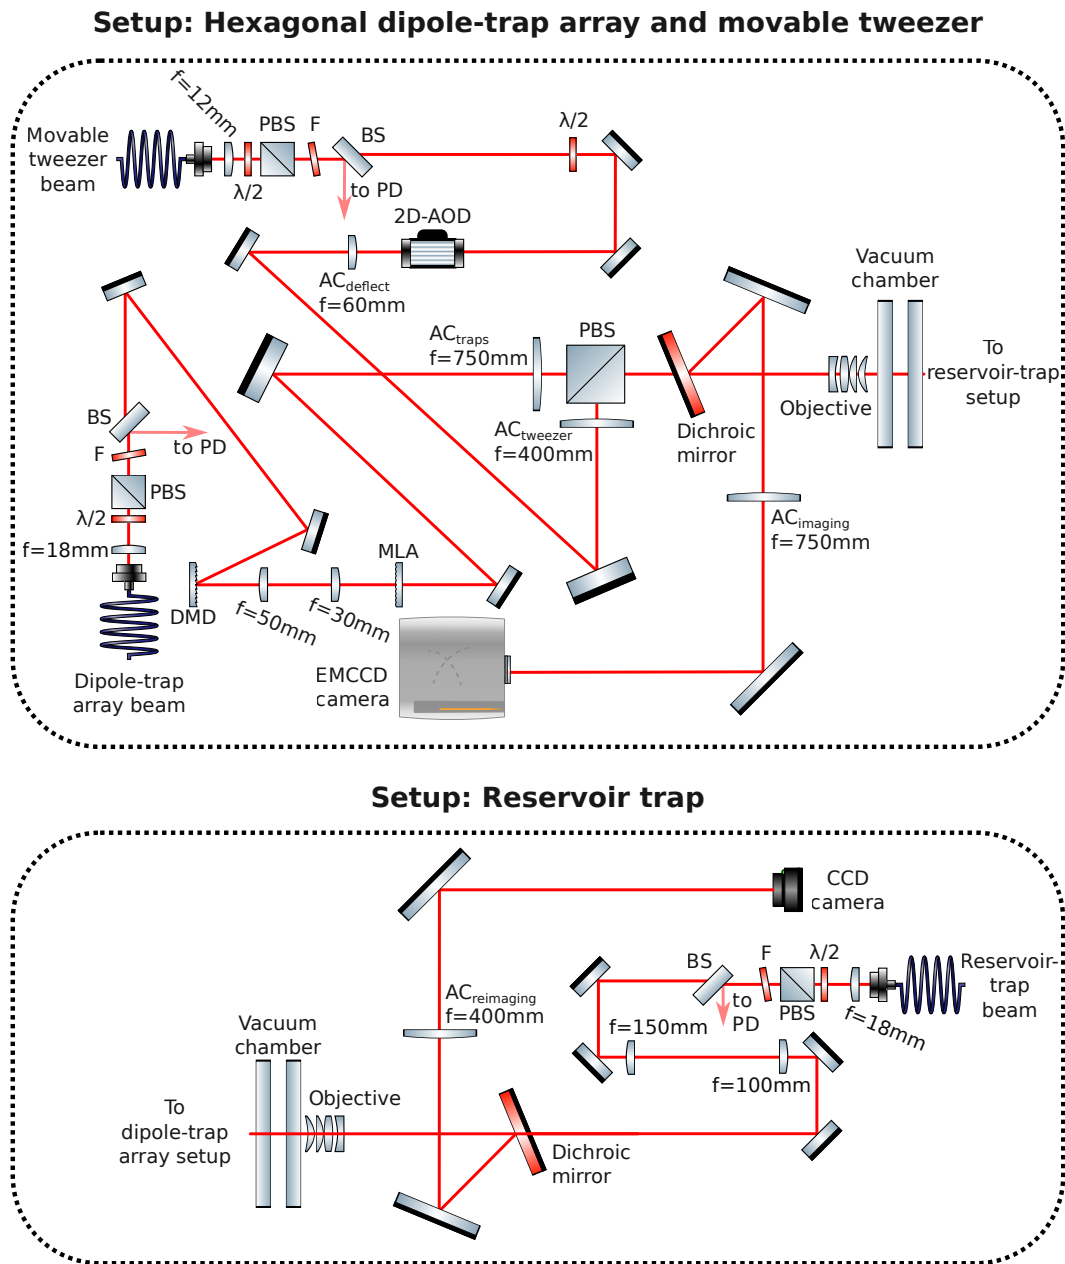 Setup: Hexagonal dipole-trap array and movable tweezer
f=12mm
Movable
tweezer
beam
PBS
F
BS
λ/2
λ/2
to PD
2D-AOD
AC_deflect
f=60mm
Vacuum
chamber
AC_traps
f=750mm
PBS
To
reservoir-trap
setup
Objective
BS
to PD
F
AC_tweezer
f=400mm
Dichroic
mirror
PBS
λ/2
AC_imaging
f=750mm
f=18mm
MLA
DMD
f=50mm
f=30mm
EMCCD
camera
Dipole-trap
array beam
Setup: Reservoir trap
CCD
camera
BS
F
λ/2
Reservoir-
trap
beam
to
PD
PBS
AC_reimaging
f=400mm
f=150mm
f=18mm
Vacuum
chamber
f=100mm
Objective
To
dipole-trap
array setup
Dichroic
mirror